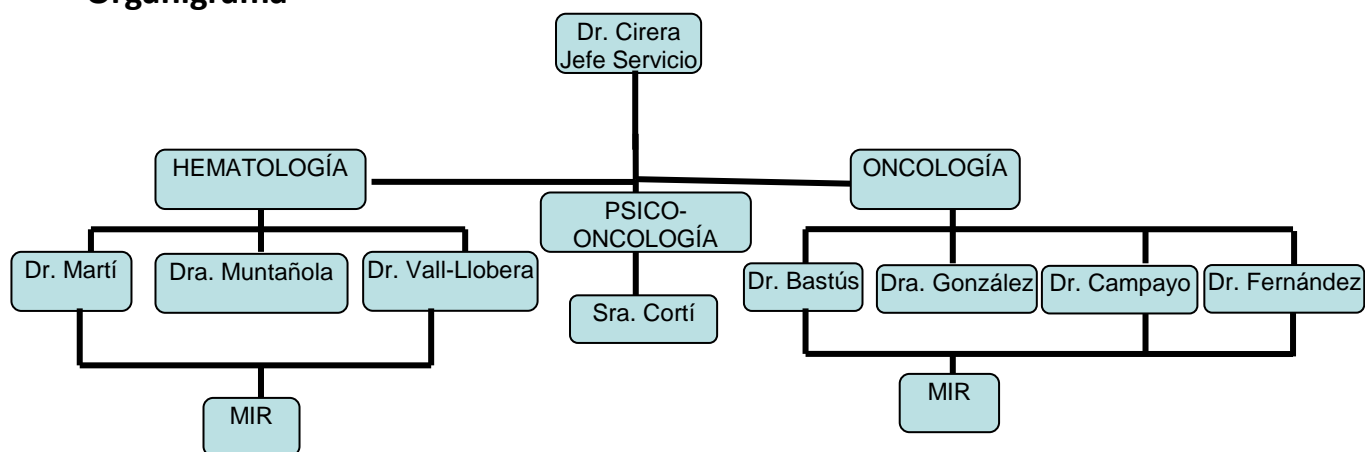 Organigrama
Dr. Cirera
Jefe Servicio
HEMATOLOGÍA
ONCOLOGÍA
PSICO-
ONCOLOGÍA
Dr. Martí
Dra. Muntañola
Dr. Vall-Llobera
Dr. Bastús
Dra. González
Dr. Campayo
Dr. Fernández
Sra. Cortí
MIR
MIR